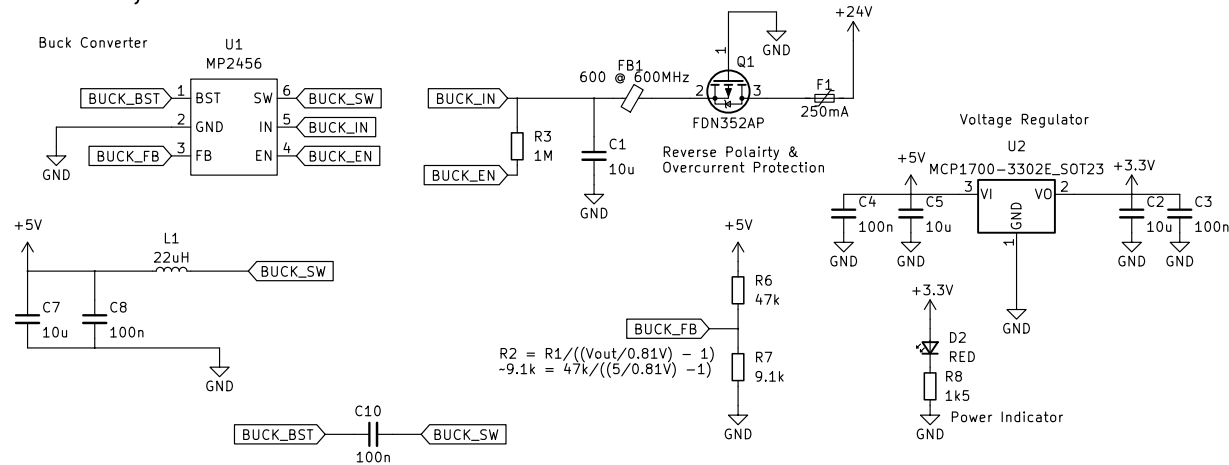 Buck Converter
U1
MP2456
BUCK_BST 1 BST SW 6 BUCK_SW
2 GND IN 5 BUCK_IN
BUCK_FB 3 FB EN 4 BUCK_EN
GND
BUCK_IN
FB1
600 @ 600MHz
R3
1M
C1
10u
BUCK_EN
GND
1
GND
Q1
2
3
FDN352AP
F1
250mA
+24V
Reverse Polairty &
Overcurrent Protection
Voltage Regulator
U2
MCP1700-3302E_SOT23
+5V
+3.3V
3 VI VO 2
GND
1
C4
100n
C5
10u
C2
10u
C3
100n
GND
GND
GND
GND
GND
+5V
L1
22uH
BUCK_SW
C7
10u
C8
100n
GND
+5V
R6
47k
BUCK_FB
R2 = R1/((Vout/0.81V) - 1)
~9.1k = 47k/((5/0.81V) -1)
R7
9.1k
GND
+3.3V
D2
RED
R8
1k5
GND
Power Indicator
C10
BUCK_BST
BUCK_SW
100n